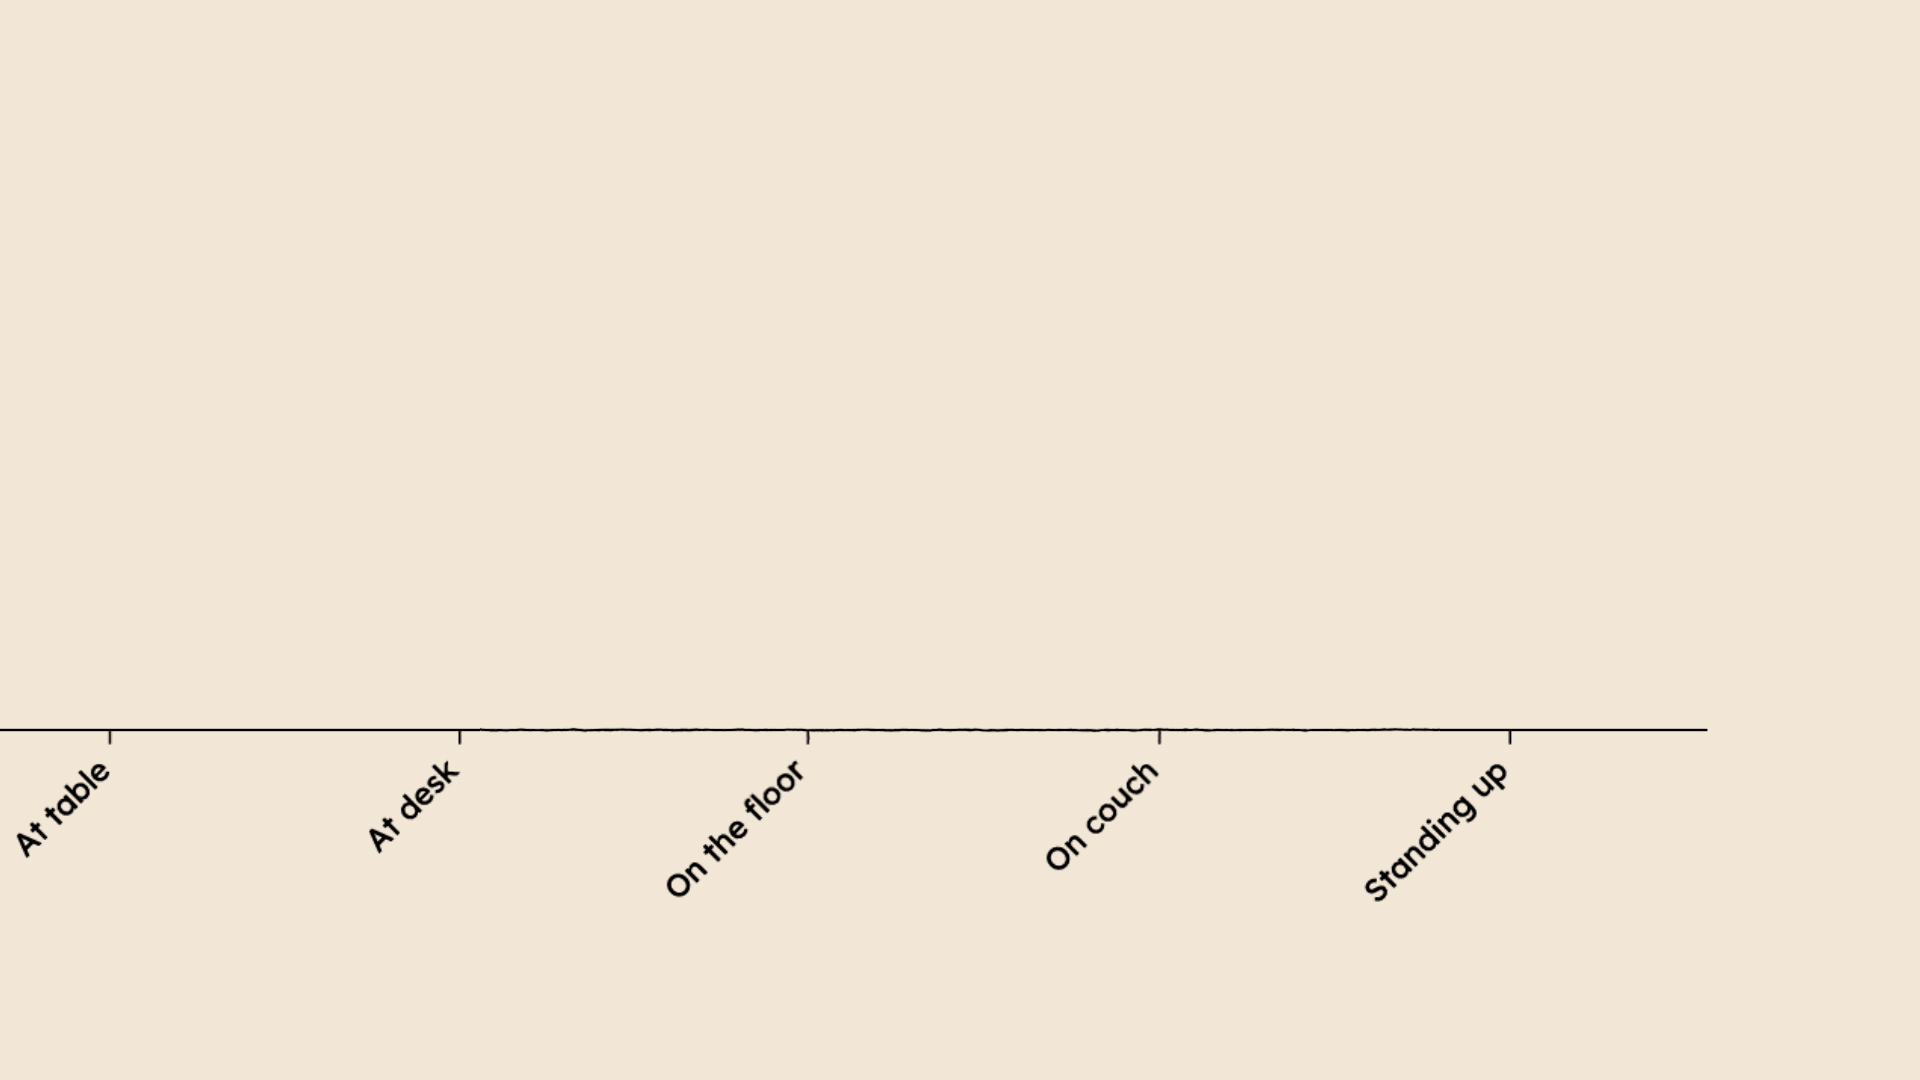 At table
At desk
On the floor
On couch
Standing up